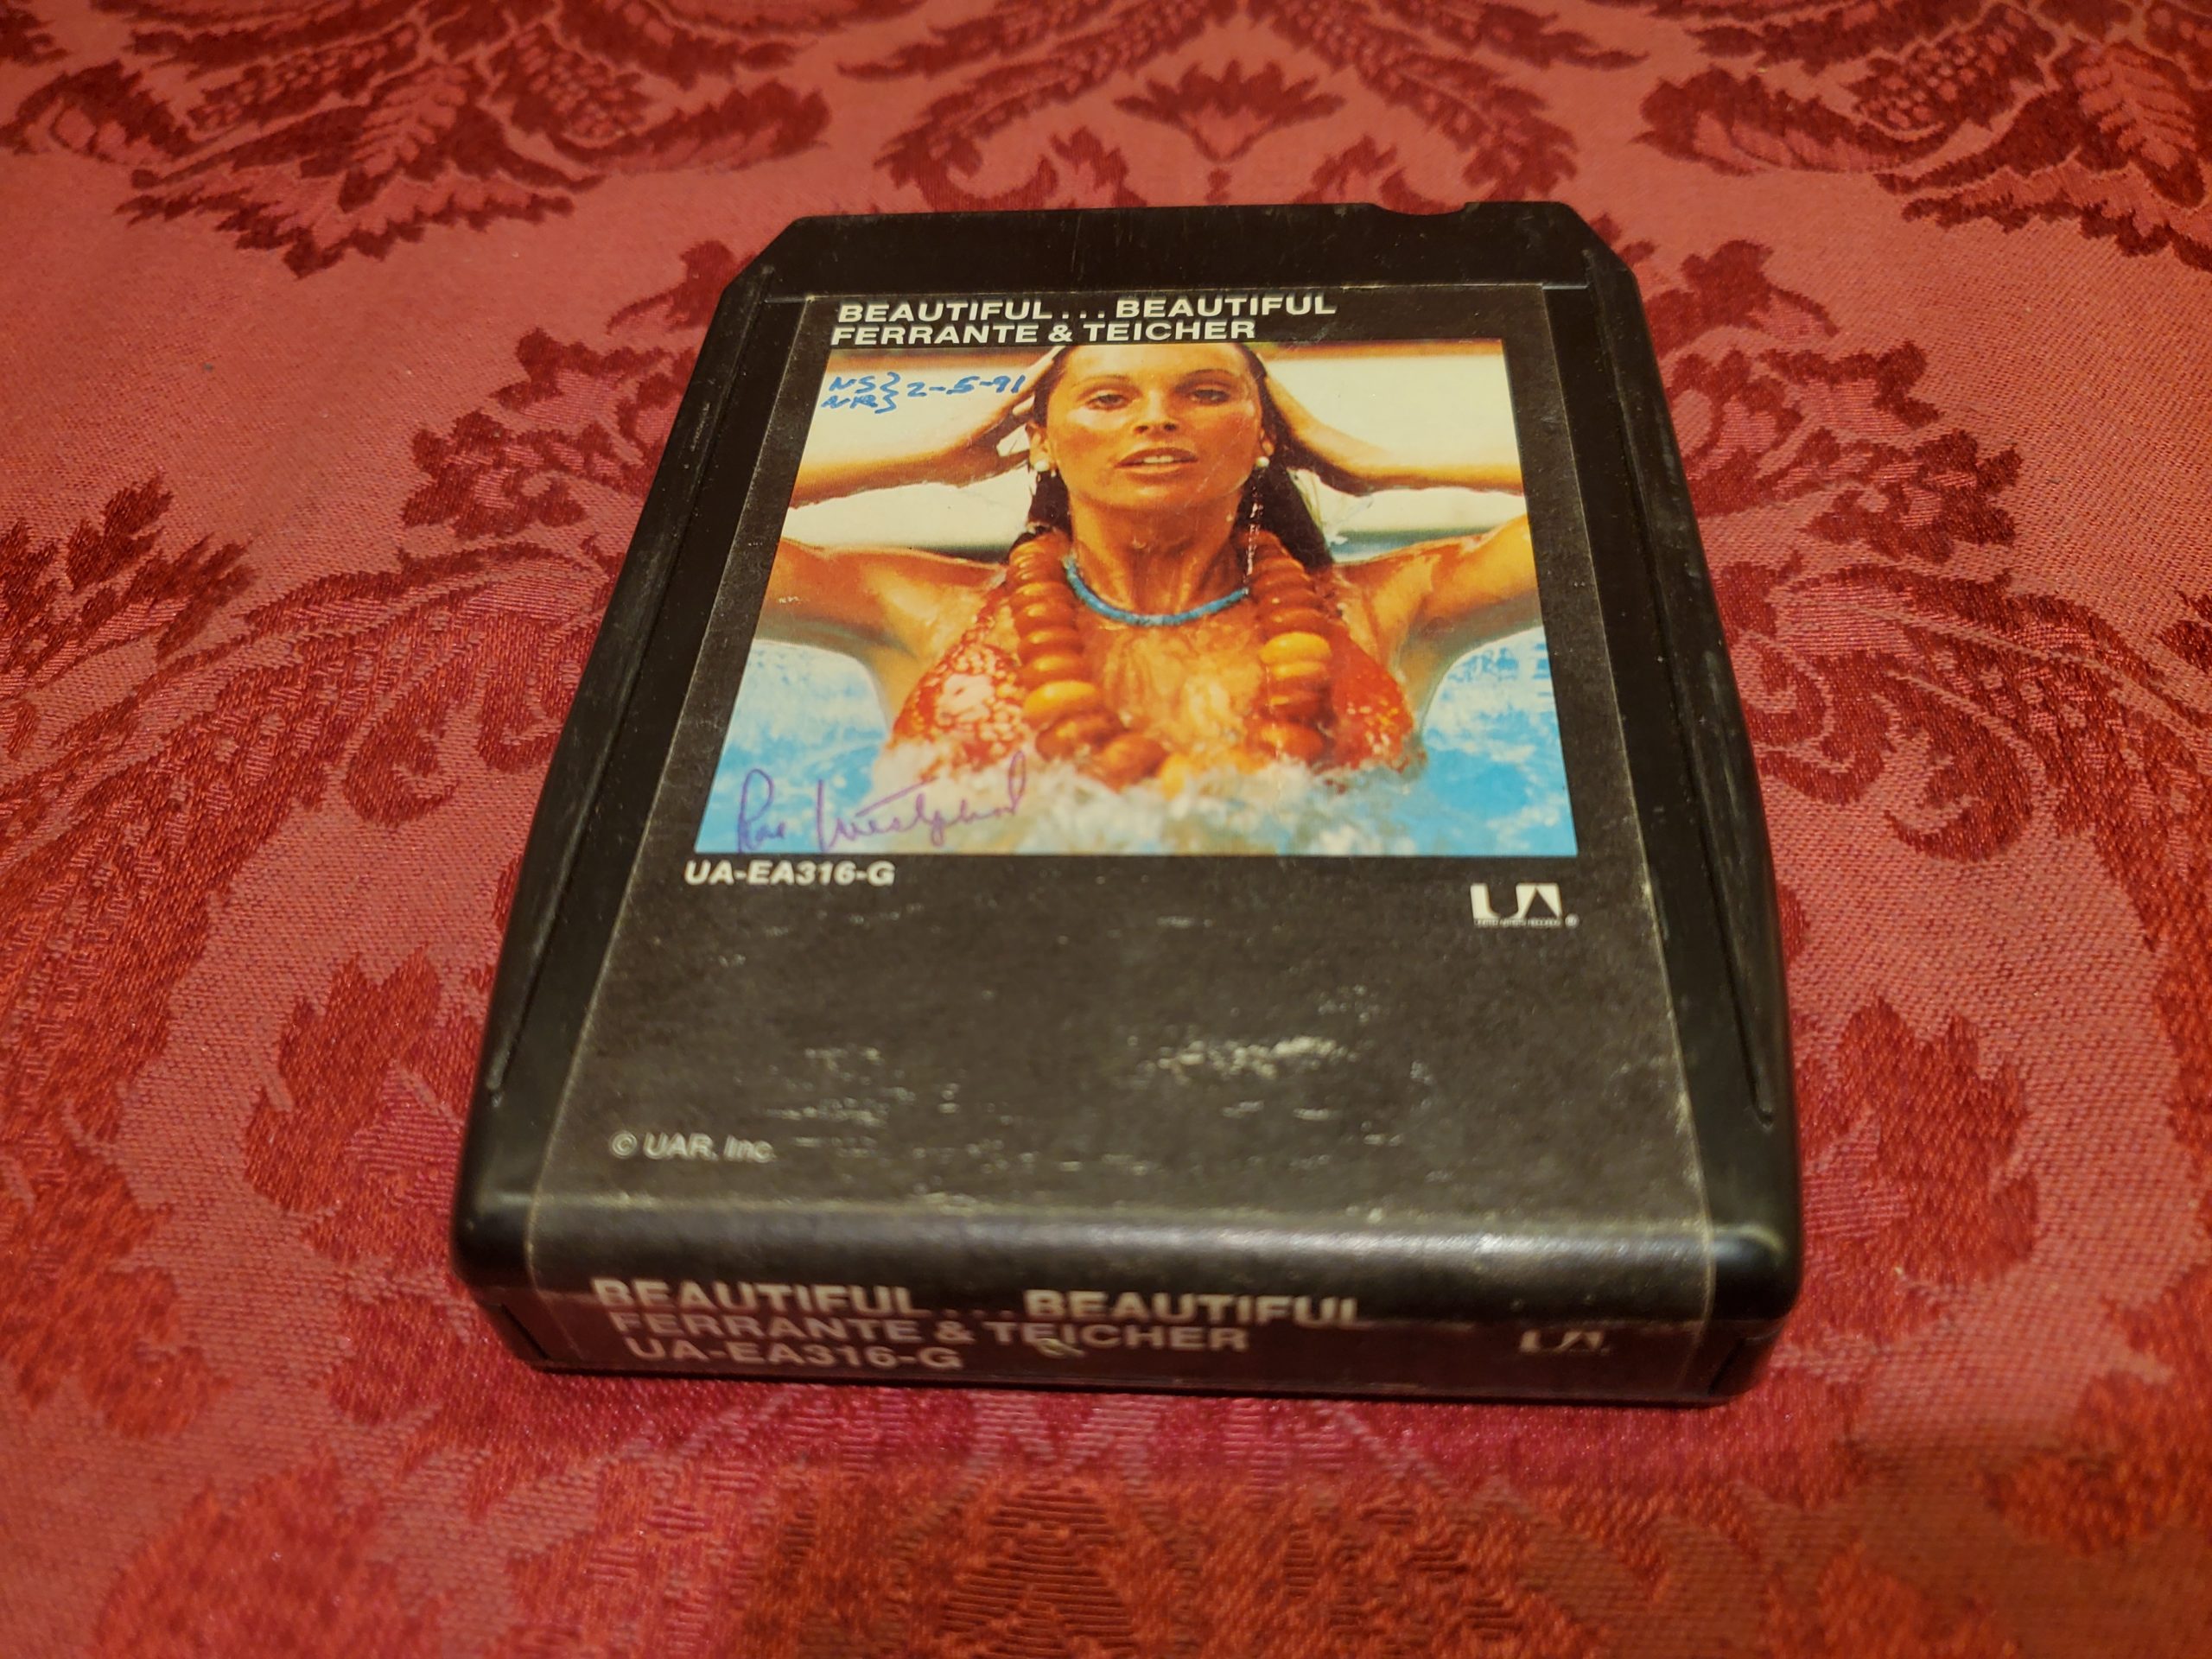 BEAUTIFUL...BEAUTIFUL
FERRANTE & TEICHER
NS} 2-5-91
NR}
UA-EA316-G
UA ®
© UAR, Inc.
BEAUTIFUL...BEAUTIFUL
FERRANTE & TEICHER
UA-EA316-G
UA